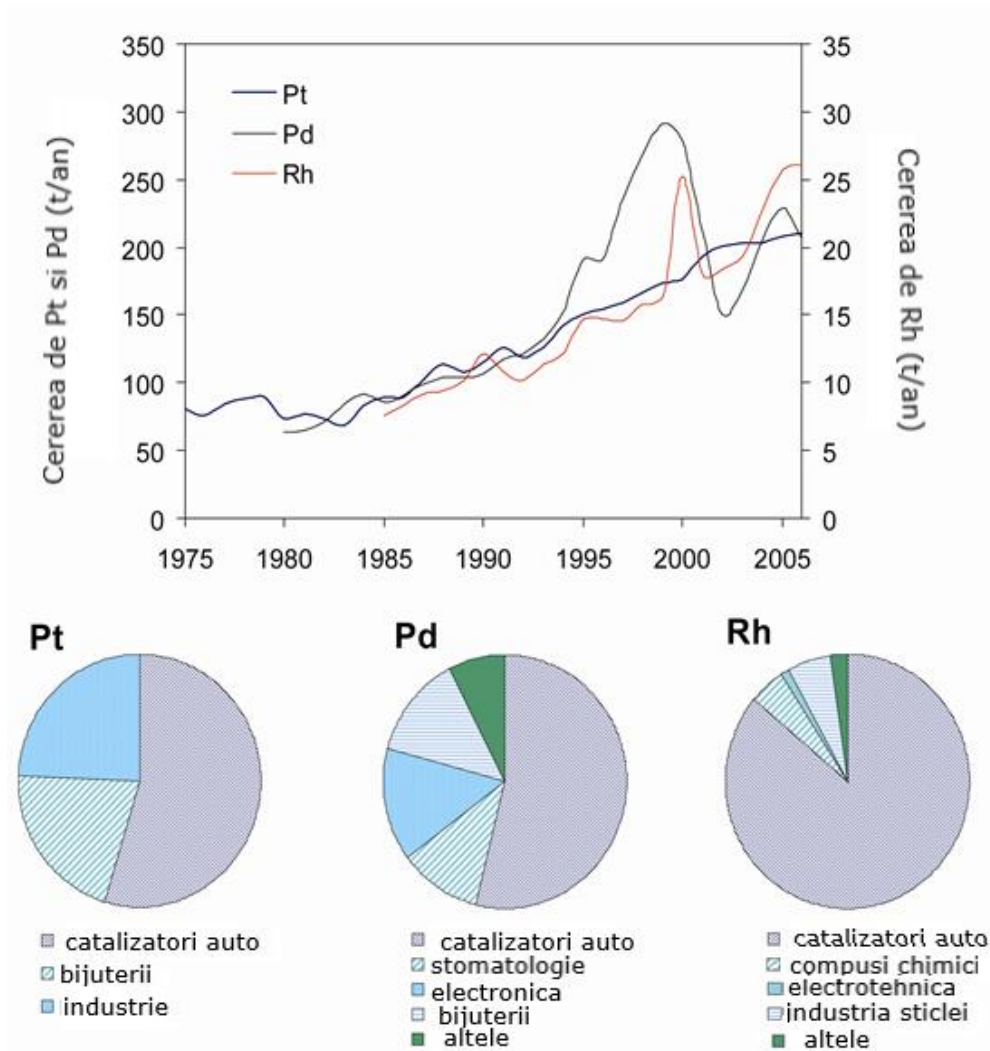 350
300
250
200
150
100
50
0
Cererea de Pt si Pd (t/an)
Pt
Pd
Rh
35
30
25
20
15
10
5
0
Cererea de Rh (t/an)
1975 1980 1985 1990 1995 2000 2005
Pt
catalizatori auto
bijuterii
industrie
Pd
catalizatori auto
stomatologie
electronica
bijuterii
altele
Rh
catalizatori auto
compusi chimici
electrotehnica
industria sticlei
altele